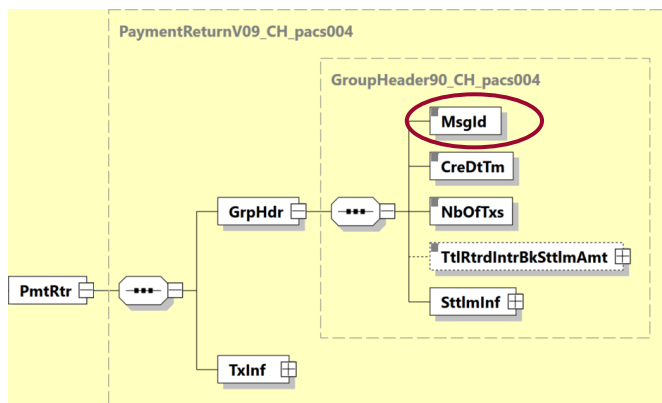 PaymentReturnV09_CH_pacs004
GroupHeader90_CH_pacs004
MsgId
CreDtTm
GrpHdr
NbOfTxs
TtlRtrdIntrBkSttlmAmt
PmtRtr
SttlmInf
TxInf